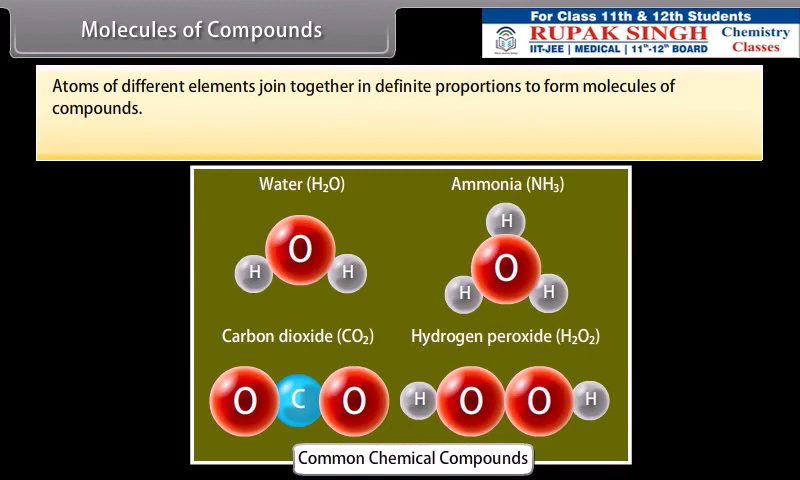 Molecules of Compounds
For Class 11th & 12th Students
RUPAK SINGH
Chemistry
Classes
IIT-JEE | MEDICAL | 11ᵗʰ-12ᵗʰ BOARD
Atoms of different elements join together in definite proportions to form molecules of
compounds.
Water (H₂O)
Ammonia (NH₃)
O
H
H
H
O
H
H
Carbon dioxide (CO₂)
Hydrogen peroxide (H₂O₂)
O C O
H O O H
Common Chemical Compounds